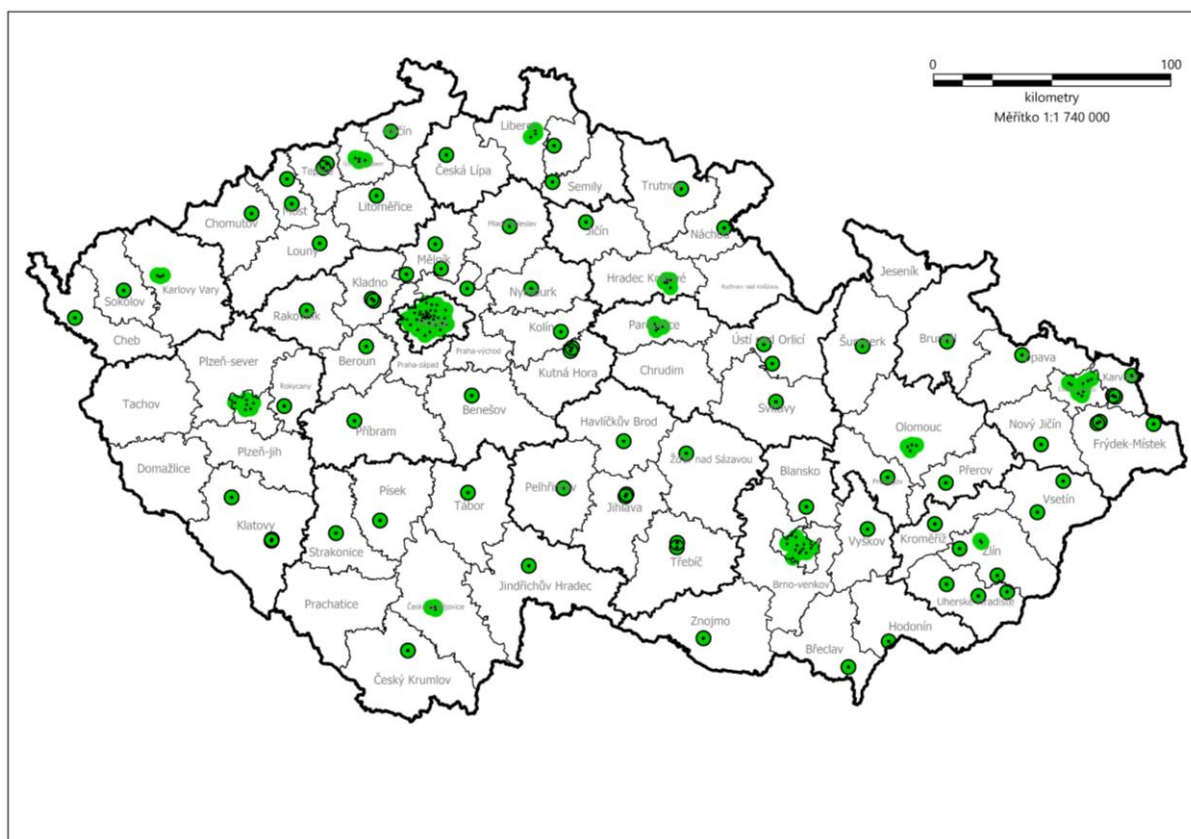 0 100
kilometry
Měřítko 1:1 740 000
Děčín
Liberec
Teplice
Česká Lípa
Semily
Trutnov
Litoměřice
Most
Chomutov
Mladá Boleslav
Jičín
Náchod
Louny
Mělník
Jeseník
Kladno
Hradec Králové
Rychnov nad Kněžnou
Karlovy Vary
Sokolov
Nymburk
Rakovník
Kolín
Pardubice
Cheb
Ústí nad Orlicí
Šumperk
Bruntál
Plzeň-sever
Beroun
Praha-západ
Praha-východ
Kutná Hora
Chrudim
Opava
Karviná
Rokycany
Tachov
Benešov
Svitavy
Příbram
Havlíčkův Brod
Olomouc
Nový Jičín
Frýdek-Místek
Plzeň-jih
Domažlice
Žďár nad Sázavou
Blansko
Prostějov
Přerov
Písek
Tábor
Pelhřimov
Jihlava
Vsetín
Klatovy
Strakonice
Vyškov
Kroměříž
Zlín
Třebíč
Jindřichův Hradec
Brno-venkov
Prachatice
České Budějovice
Uherské Hradiště
Znojmo
Hodonín
Břeclav
Český Krumlov